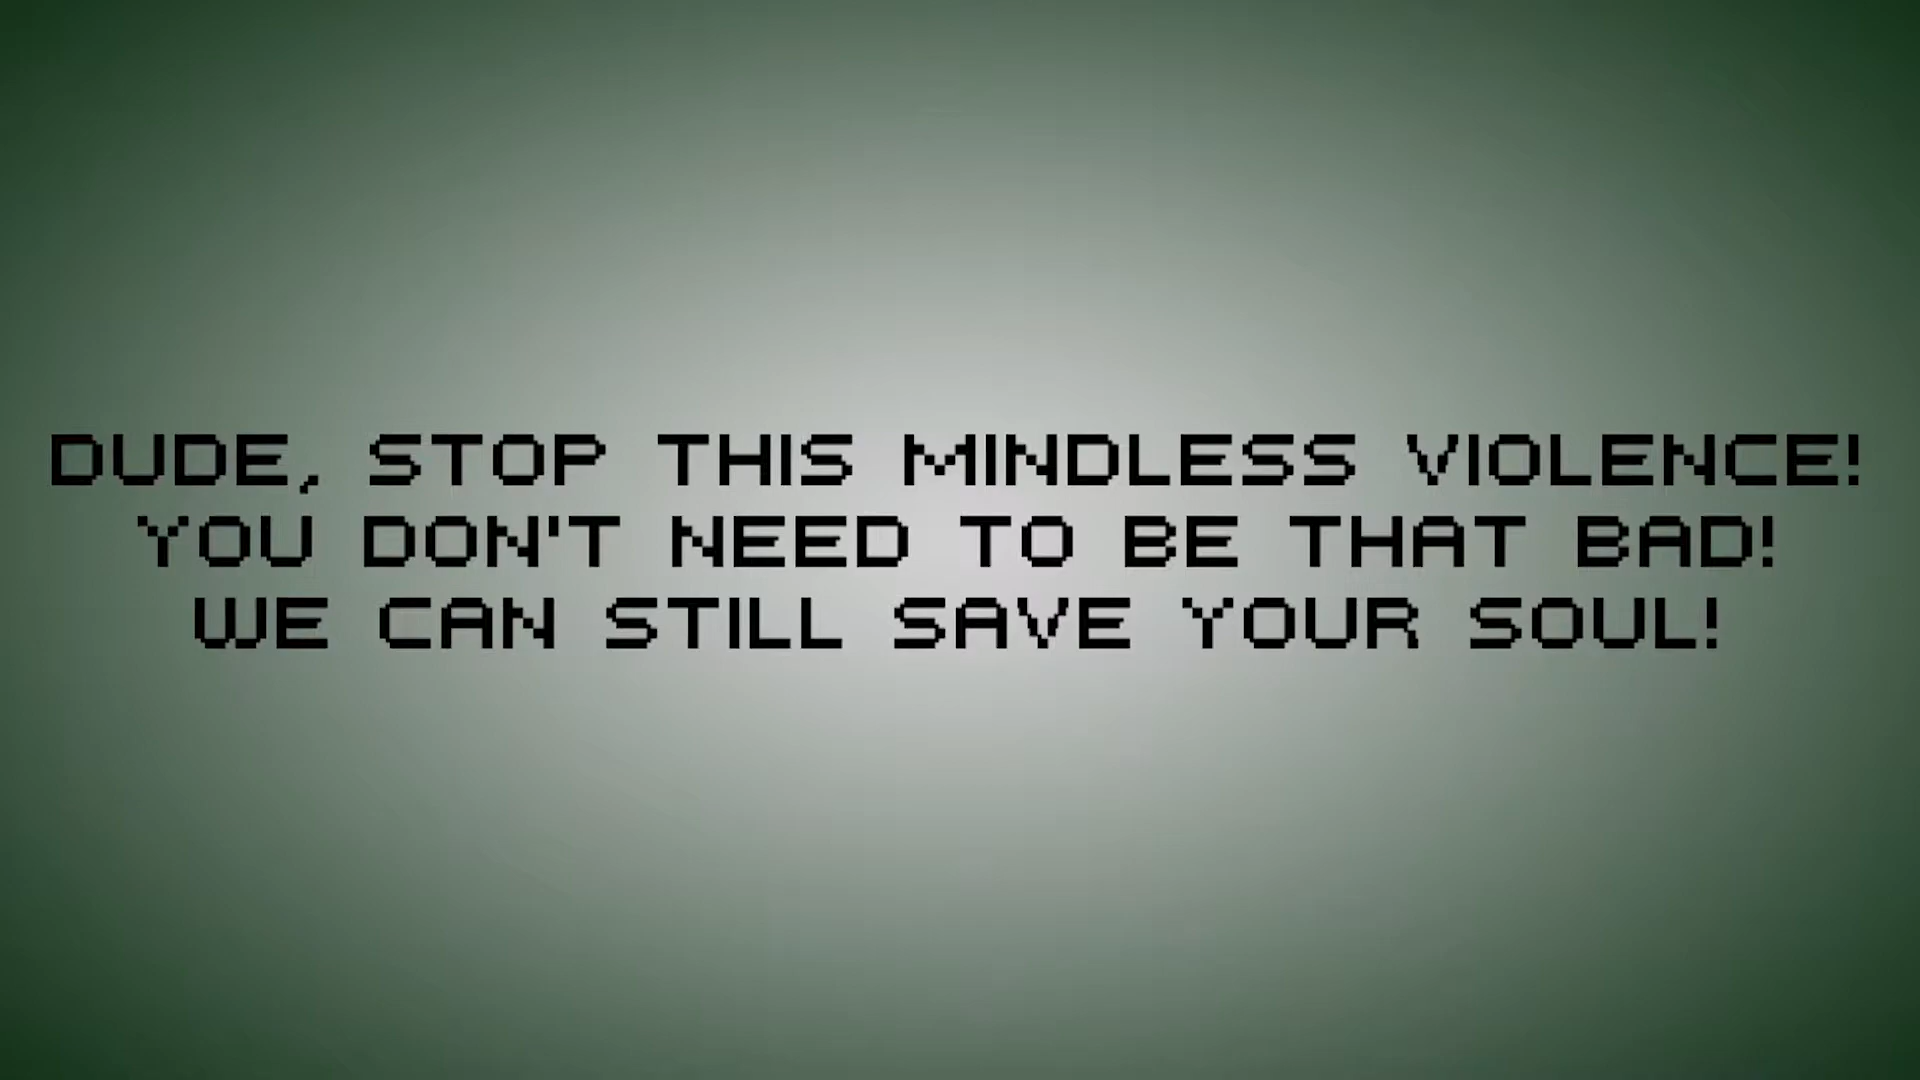 DUDE, STOP THIS MINDLESS VIOLENCE!
YOU DON'T NEED TO BE THAT BAD!
WE CAN STILL SAVE YOUR SOUL!